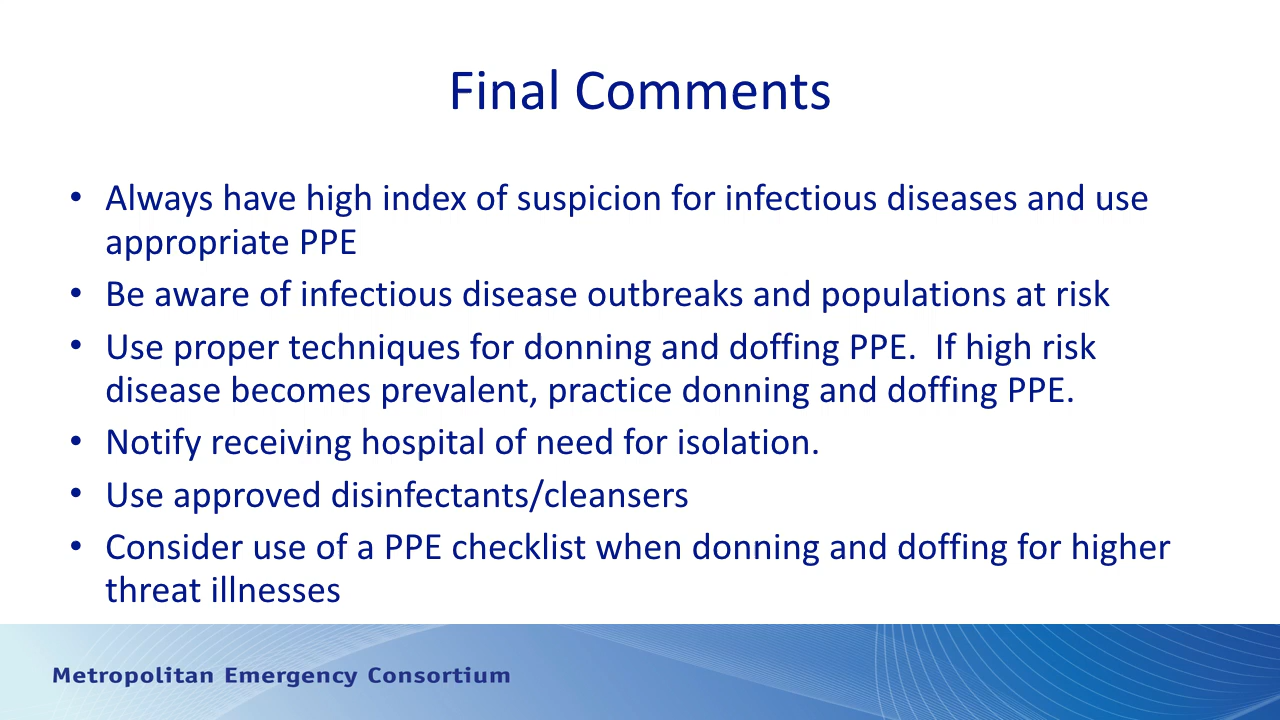 Final Comments
• Always have high index of suspicion for infectious diseases and use
appropriate PPE
• Be aware of infectious disease outbreaks and populations at risk
• Use proper techniques for donning and doffing PPE.  If high risk
disease becomes prevalent, practice donning and doffing PPE.
• Notify receiving hospital of need for isolation.
• Use approved disinfectants/cleansers
• Consider use of a PPE checklist when donning and doffing for higher
threat illnesses
Metropolitan Emergency Consortium